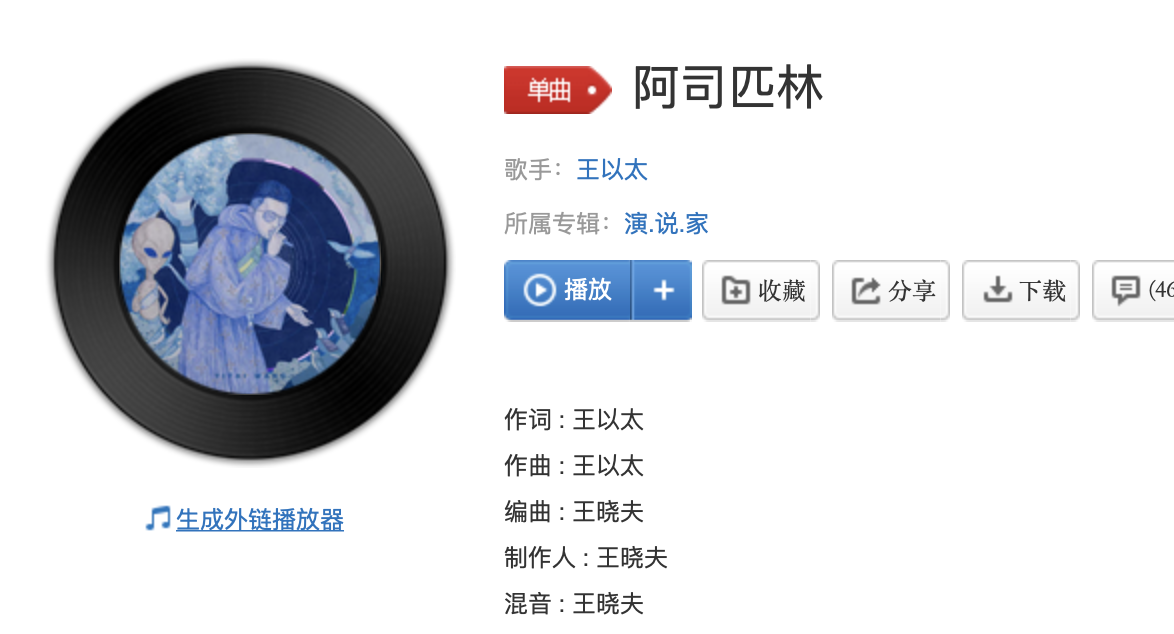 单曲
阿司匹林
歌手：王以太
所属专辑：演.说.家
播放 + 收藏 分享 下载 (46
生成外链播放器
作词 : 王以太
作曲 : 王以太
编曲 : 王晓夫
制作人 : 王晓夫
混音 : 王晓夫